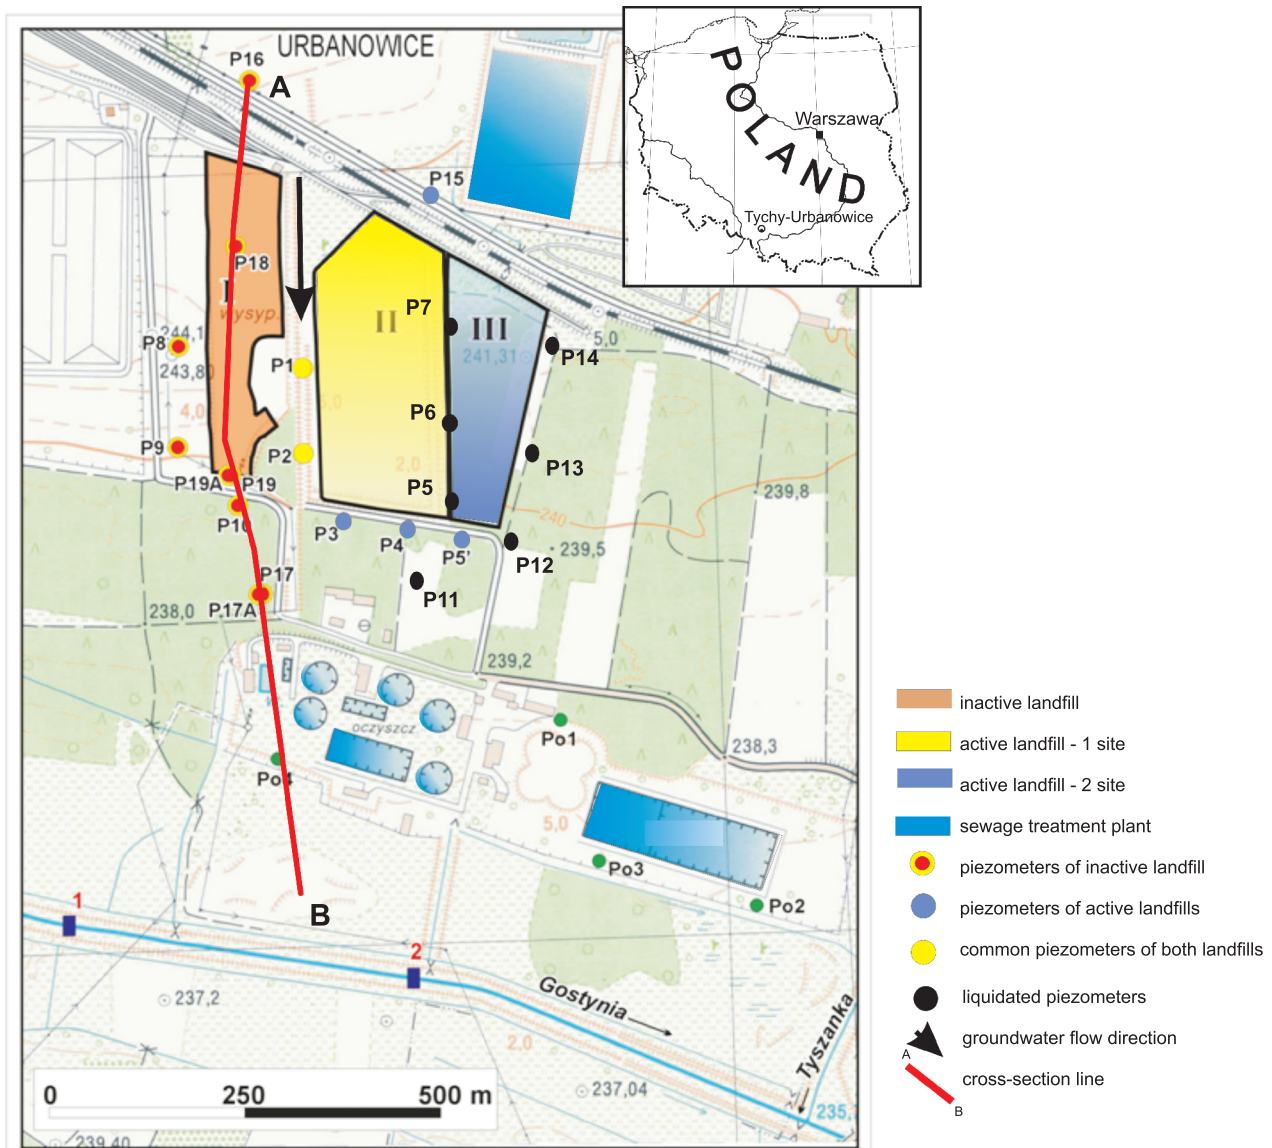 URBANOWICE
P16
A
P15
P18
I
wysyp.
P7
II
III
241,31
5,0
P14
P8
244,1
243,80
P1
5,0
4,0
P6
P9
P2
2,0
P13
P19A
P19
P5
239,8
P10
P3
P4
P5'
240
239,5
P12
P17
P11
P17A
238,0
239,2
oczyszcz
Po1
238,3
Po4
5,0
Po3
Po2
B
1
2
Gostynia
237,2
Tyszanka
2,0
237,04
235,
0
250
500 m
239,40
POLAND
Warszawa
Tychy-Urbanowice
inactive landfill
active landfill - 1 site
active landfill - 2 site
sewage treatment plant
piezometers of inactive landfill
piezometers of active landfills
common piezometers of both landfills
liquidated piezometers
groundwater flow direction
A
cross-section line
B